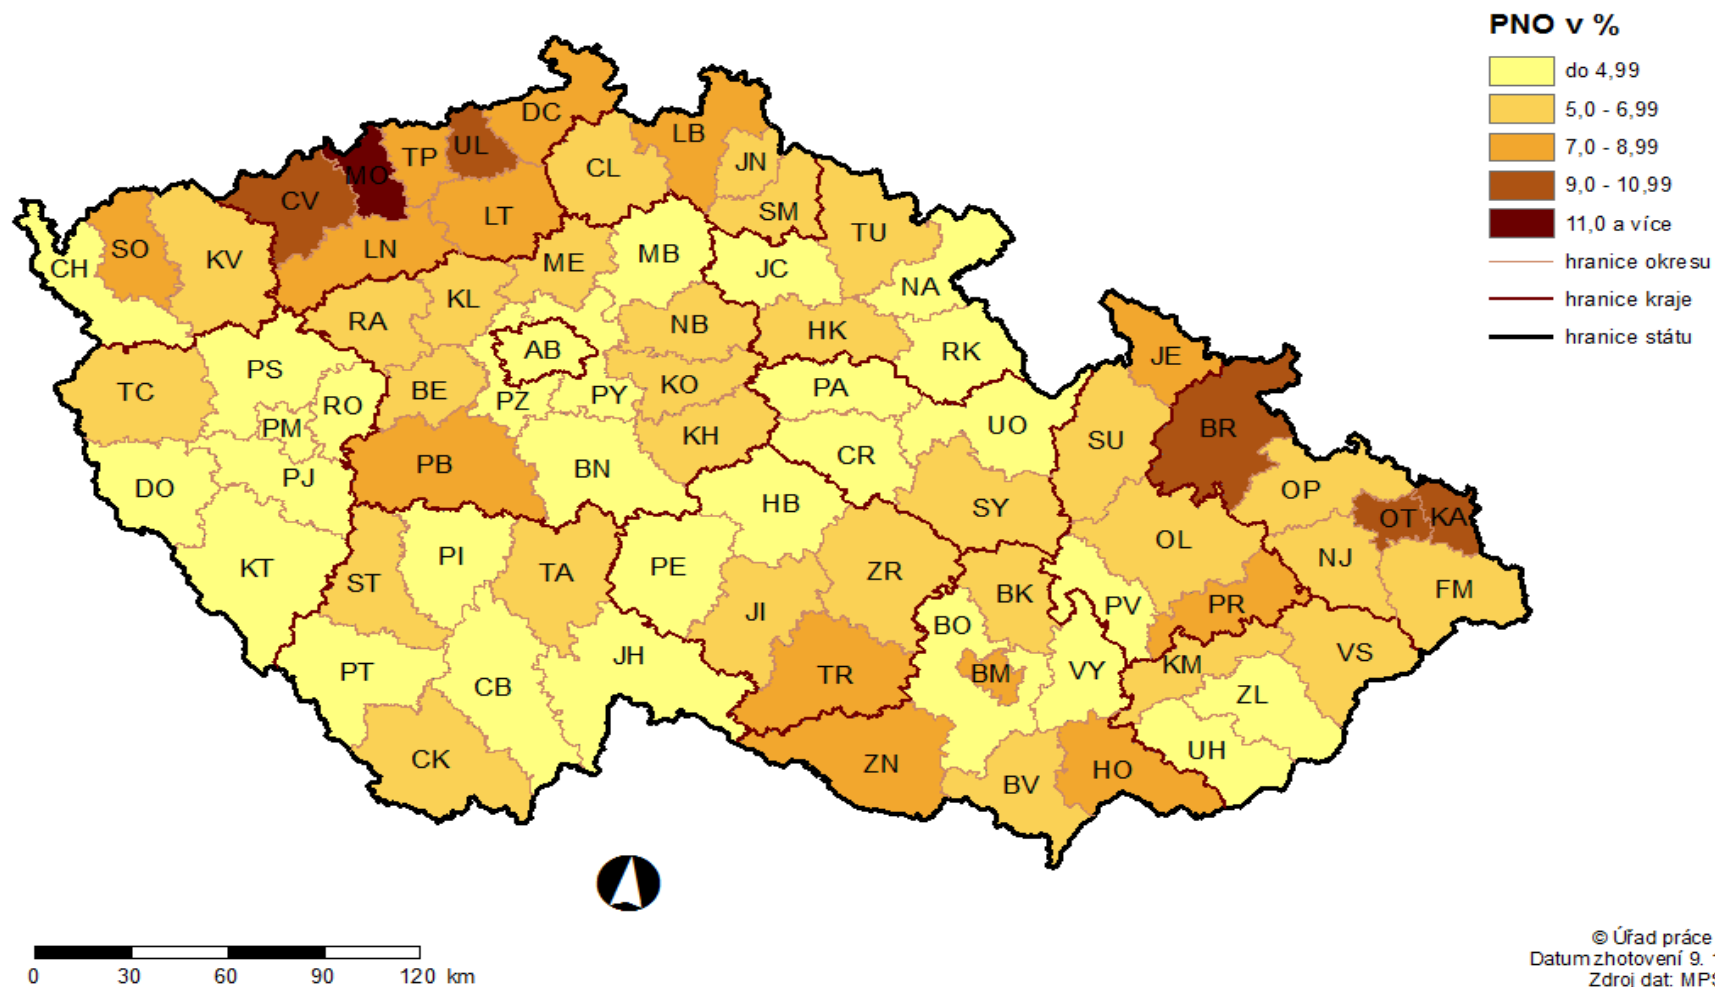 PNO v %
do 4,99
5,0 - 6,99
7,0 - 8,99
9,0 - 10,99
11,0 a více
hranice okresu
hranice kraje
hranice státu
DC
LB
UL
TP
MO
CL
JN
CV
LT
SM
TU
SO
KV
LN
MB
JC
CH
ME
NA
KL
RA
NB
HK
AB
RK
JE
PS
TC
BE
KO
PA
PZ
PY
RO
PM
KH
UO
SU
BR
CR
PB
BN
PJ
DO
OP
HB
SY
OT
KA
OL
PI
NJ
KT
ST
TA
PE
ZR
FM
BK
PV
PR
JI
BO
JH
VS
KM
PT
TR
BM
VY
CB
ZL
UH
CK
ZN
HO
BV
0 30 60 90 120 km
© Úřad práce
Datum zhotovení 9.
Zdroj dat: